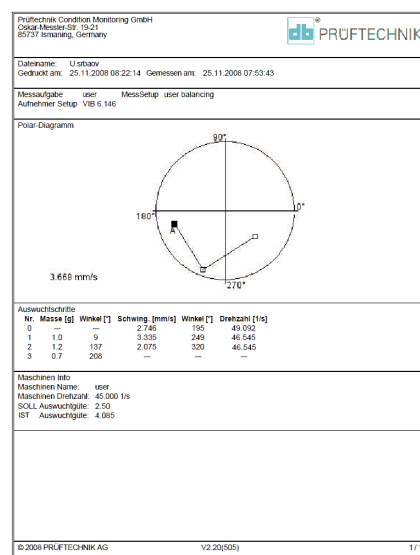 Prüftechnik Condition Monitoring GmbH
Oskar-Messler-Str. 19-21
85737 Ismaning, Germany
db PRÜFTECHNIK
Dateiname: U.srbaov
Gedruckt am: 25.11.2008 08:22:14 Gemessen am: 25.11.2008 07:53:43
Messaufgabe user MessSetup user balancing
Aufnehmer Setup VIB 6.146
Polar-Diagramm
90°
180°
0°
A
270°
3.668 mm/s
Auswuchtschritte
Nr. Masse [g] Winkel [°] Schwing. [mm/s] Winkel [°] Drehzahl [1/s]
0 --- --- 2.746 195 49.092
1 1.0 9 3.335 249 46.545
2 1.2 137 2.075 320 46.545
3 0.7 208 --- --- ---
Maschinen Info
Maschinen Name: user
Maschinen Drehzahl: 45.000 1/s
SOLL Auswuchtgüte: 2.50
IST Auswuchtgüte: 4.085
© 2008 PRÜFTECHNIK AG V2.20(505) 1/1